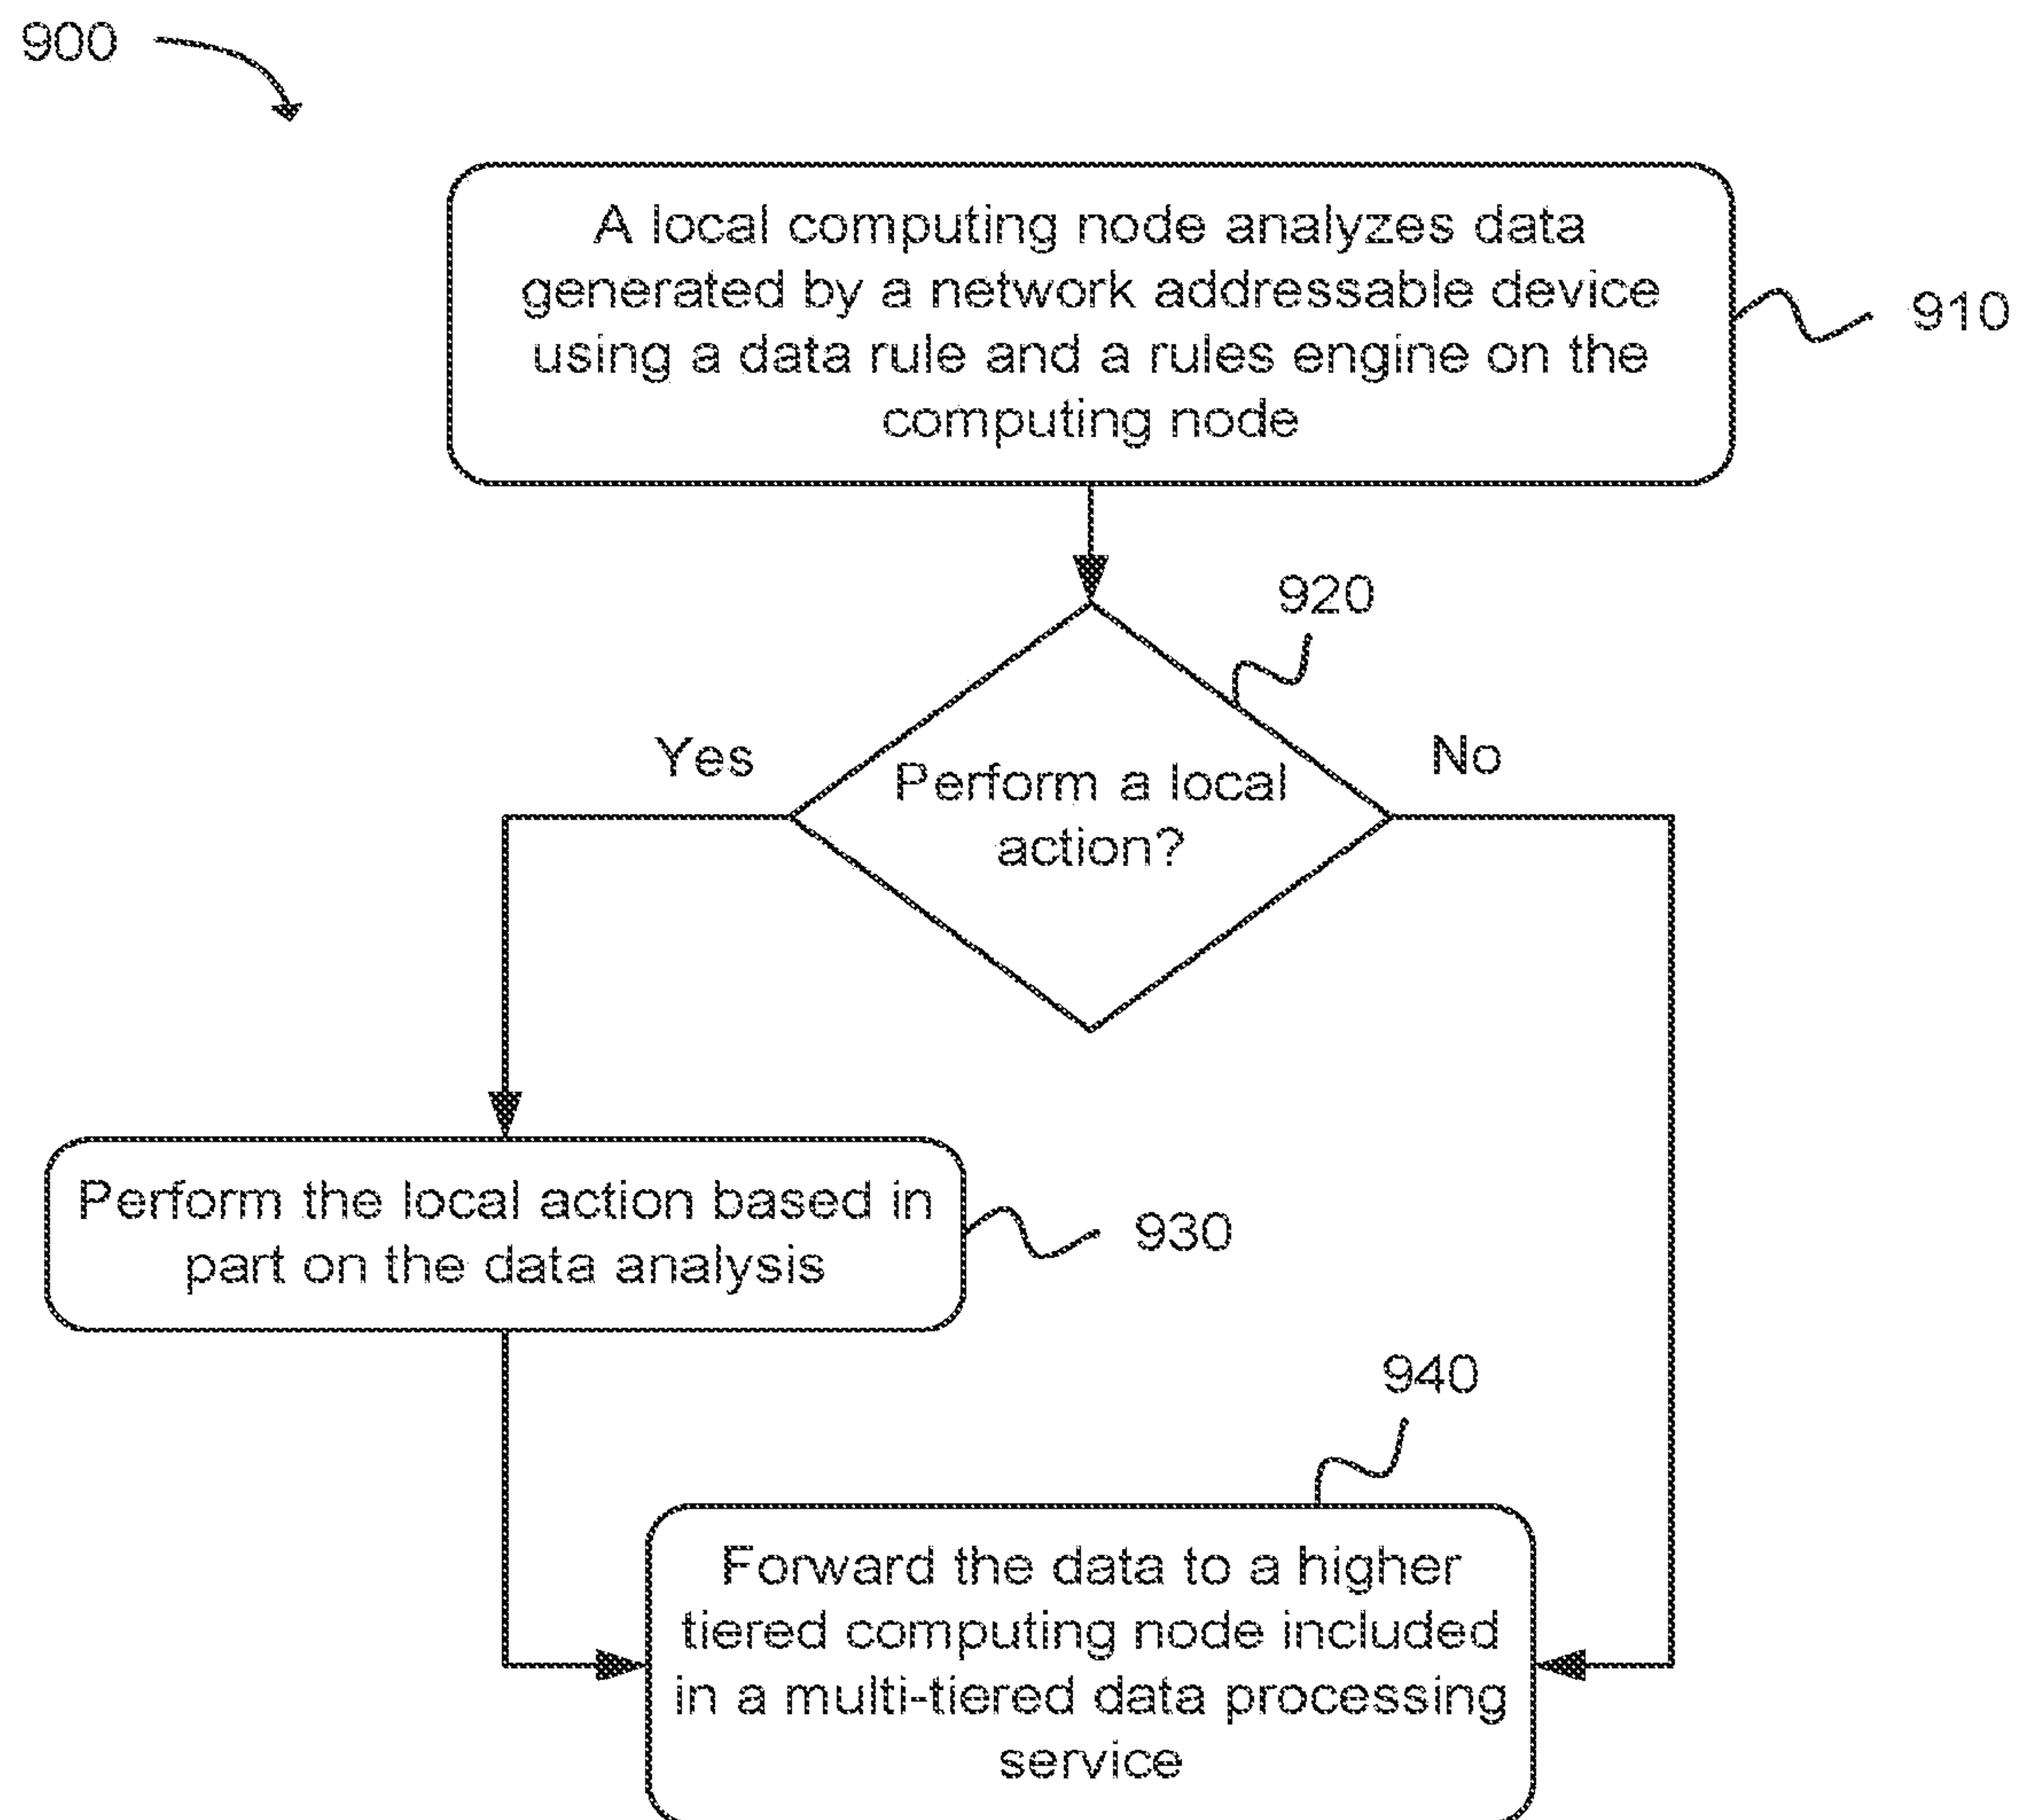 900
A local computing node analyzes data
generated by a network addressable device
using a data rule and a rules engine on the
computing node
910
920
Yes
No
Perform a local
action?
Perform the local action based in
part on the data analysis
930
940
Forward the data to a higher
tiered computing node included
in a multi-tiered data processing
service